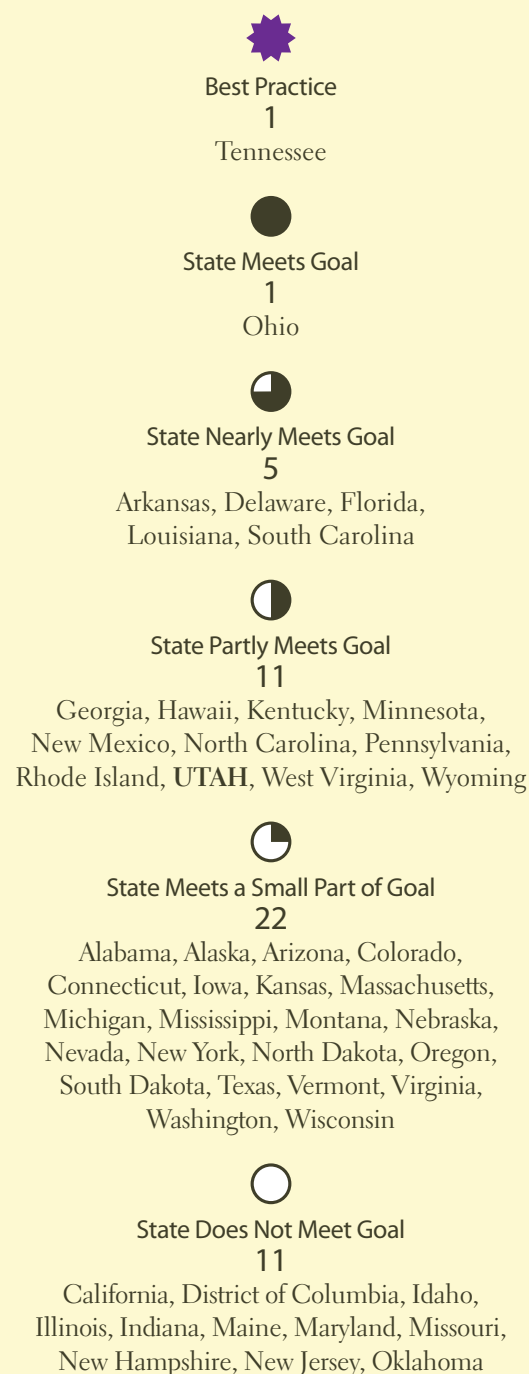 Best Practice
1
Tennessee
State Meets Goal
1
Ohio
State Nearly Meets Goal
5
Arkansas, Delaware, Florida,
Louisiana, South Carolina
State Partly Meets Goal
11
Georgia, Hawaii, Kentucky, Minnesota,
New Mexico, North Carolina, Pennsylvania,
Rhode Island, UTAH, West Virginia, Wyoming
State Meets a Small Part of Goal
22
Alabama, Alaska, Arizona, Colorado,
Connecticut, Iowa, Kansas, Massachusetts,
Michigan, Mississippi, Montana, Nebraska,
Nevada, New York, North Dakota, Oregon,
South Dakota, Texas, Vermont, Virginia,
Washington, Wisconsin
State Does Not Meet Goal
11
California, District of Columbia, Idaho,
Illinois, Indiana, Maine, Maryland, Missouri,
New Hampshire, New Jersey, Oklahoma